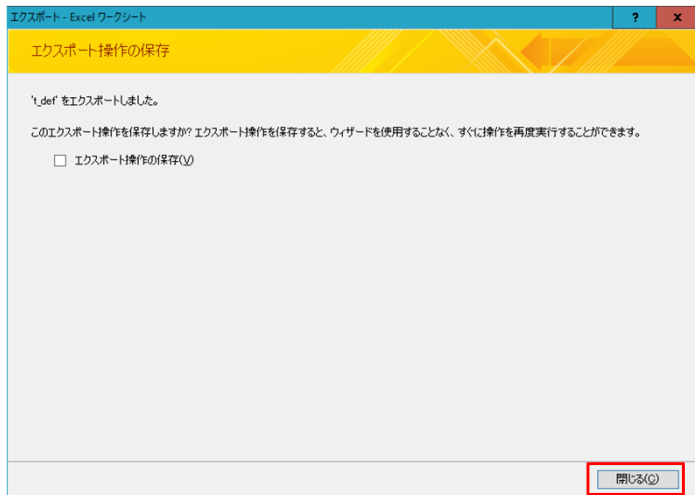 エクスポート - Excel ワークシート
? x
エクスポート操作の保存
't_def' をエクスポートしました。
このエクスポート操作を保存しますか? エクスポート操作を保存すると、ウィザードを使用することなく、すぐに操作を再度実行することができます。
エクスポート操作の保存(V)
閉じる(C)